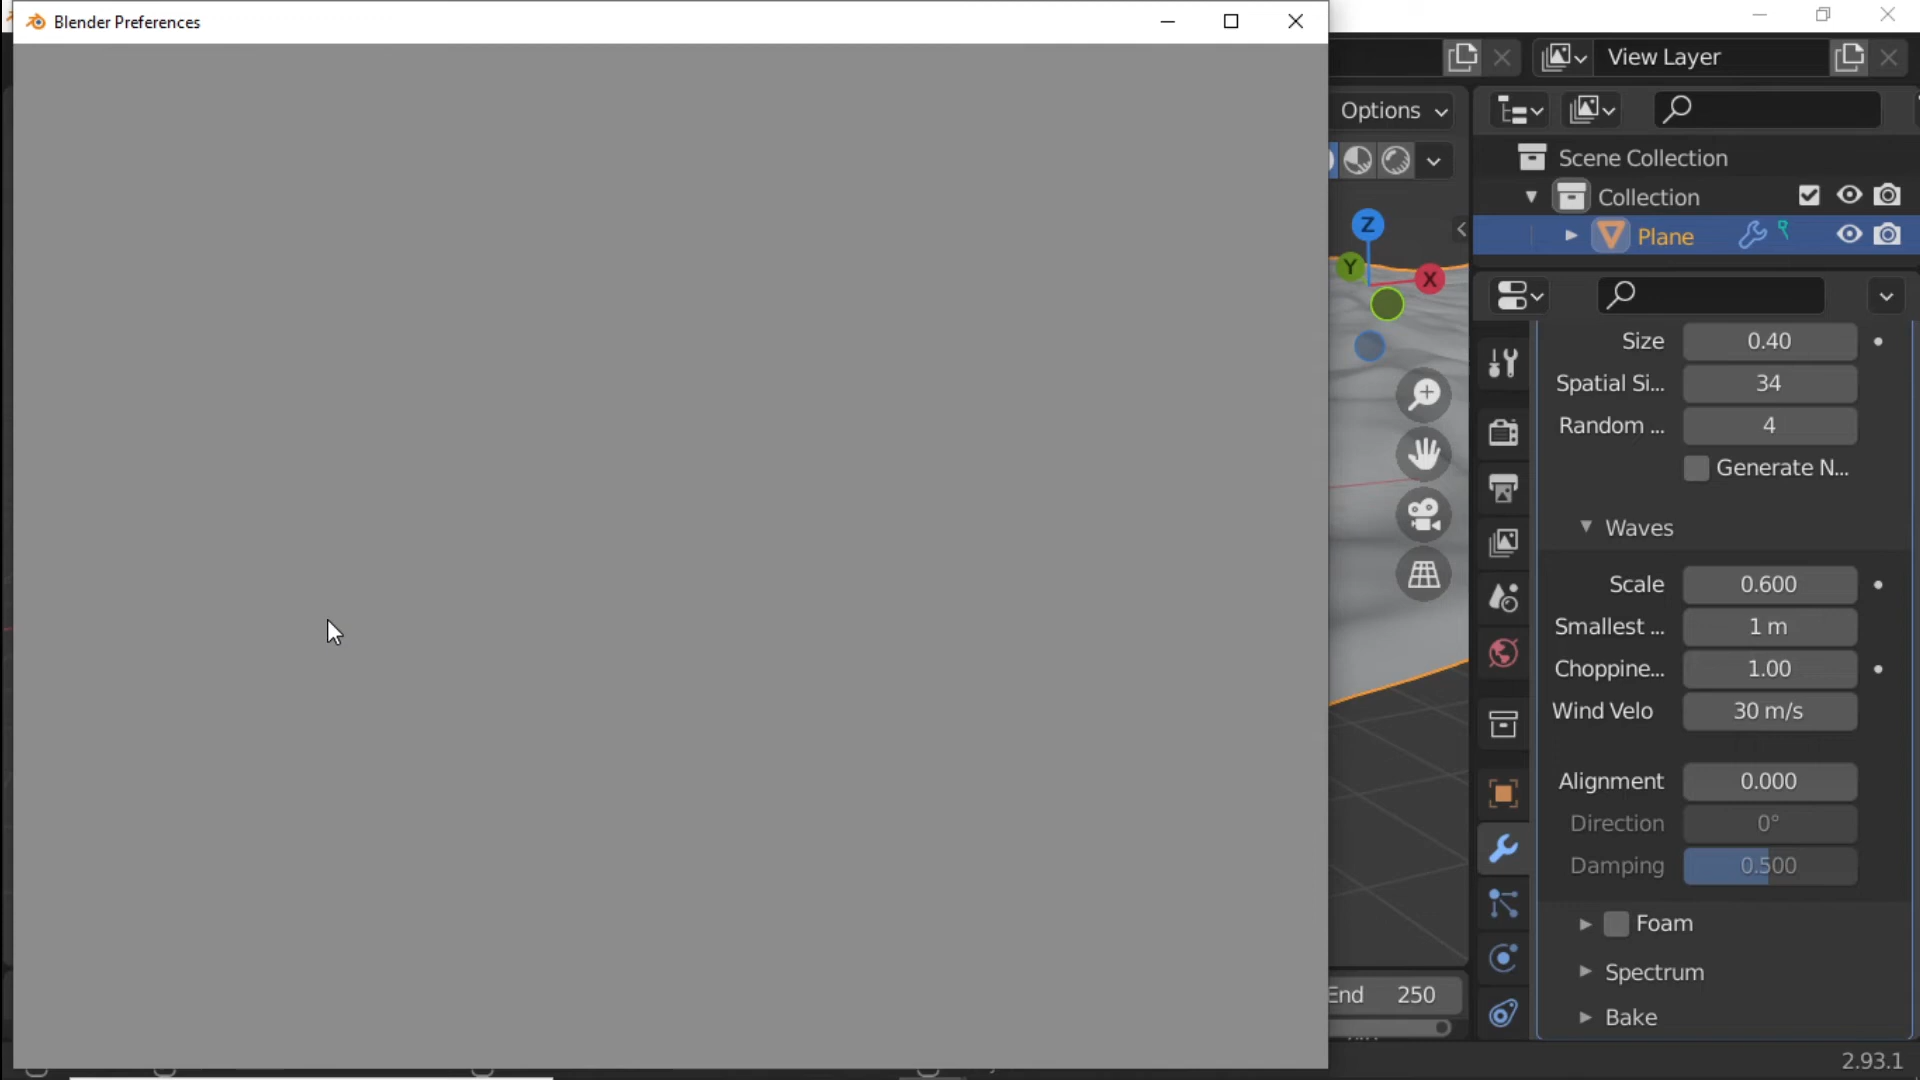 Blender Preferences
View Layer
Options
Scene Collection
Collection
Plane
Z
Y
X
Size 0.40
Spatial Si... 34
Random ... 4
Generate N...
Waves
Scale 0.600
Smallest ... 1 m
Choppine... 1.00
Wind Velo 30 m/s
Alignment 0.000
Direction 0°
Damping 0.500
Foam
Spectrum
End 250
Bake
2.93.1